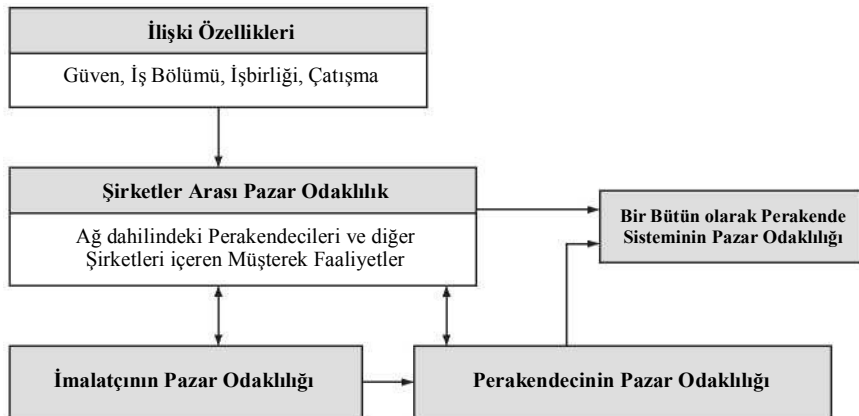 İlişki Özellikleri
Güven, İş Bölümü, İşbirliği, Çatışma
Şirketler Arası Pazar Odaklılık
Ağ dahilindeki Perakendecileri ve diğer
Şirketleri içeren Müşterek Faaliyetler
Bir Bütün olarak Perakende
Sisteminin Pazar Odaklılığı
İmalatçının Pazar Odaklılığı
Perakendecinin Pazar Odaklılığı